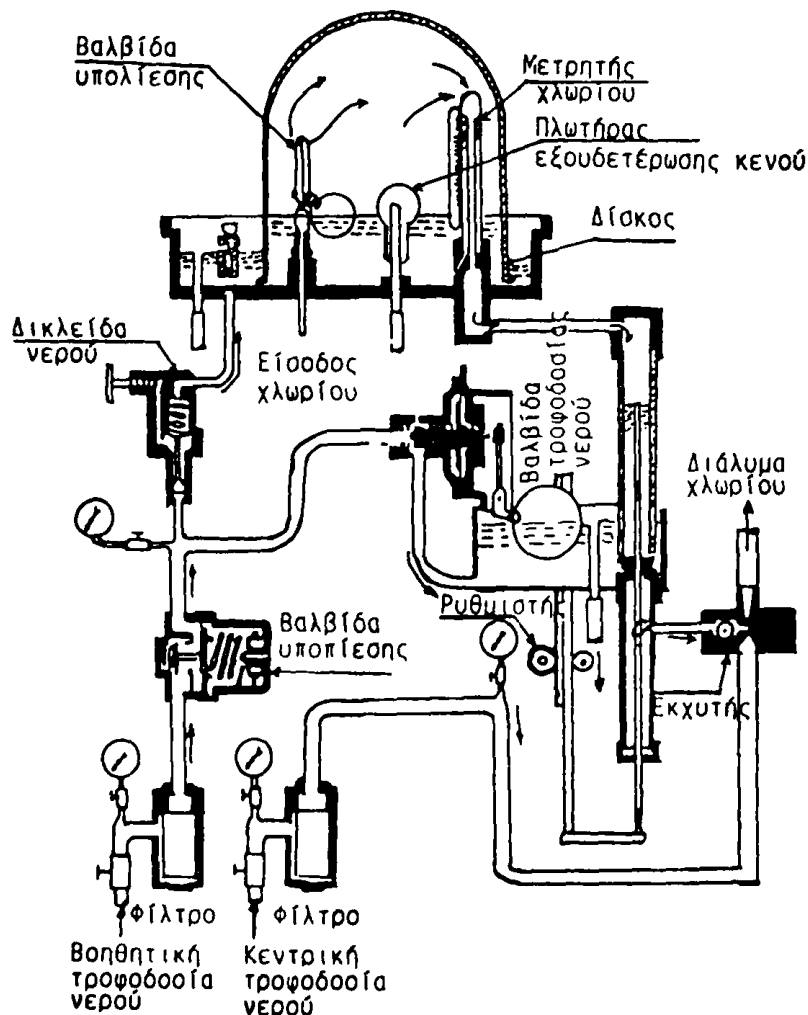 Βαλβίδα
υπολίεσης
Μετρητής
χλωρίου
Πλωτήρας
εξουδετέρωσης κενού
Δίσκος
Δικλείδα
νερού
Είσοδος
χλωρίου
Βαλβίδα
τροφοδοσίας
νερού
Διάλυμα
χλωρίου
Ρυθμιστής
Βαλβίδα
υποπίεσης
Εκχυτής
Φίλτρο
Φίλτρο
Βοηθητική
τροφοδοσία
νερού
Κεντρική
τροφοδοσία
νερού